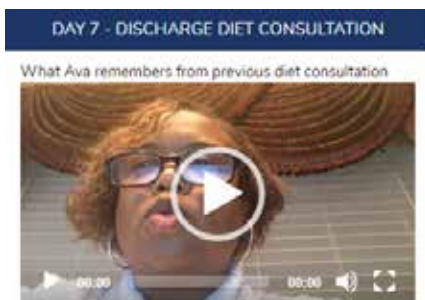 DAY 7 - DISCHARGE DIET CONSULTATION
What Ava remembers from previous diet consultation
00:00 00:00